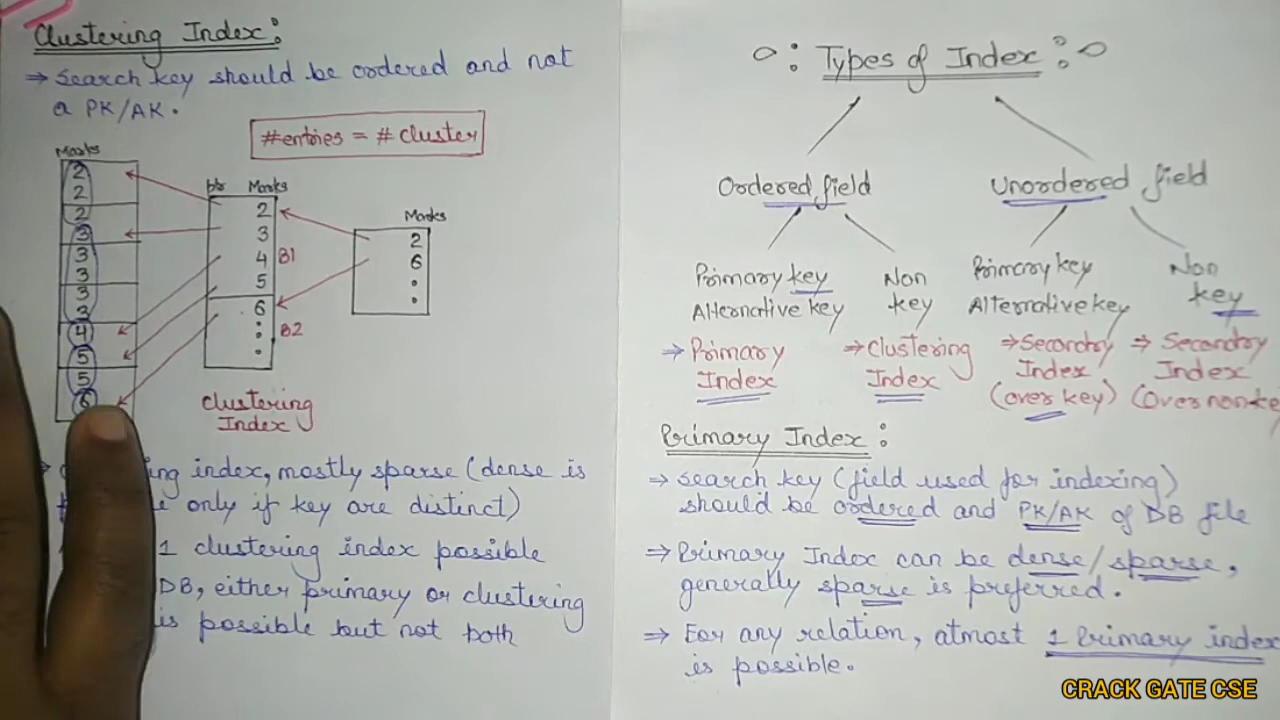 Clustering Index:
⇒ Search key should be ordered and not
a PK/AK.
#entries = # cluster
Marks
2
2
2
3
3
3
3
3
4
5
5
6
Marks
2
3
4 B1
5
6
B2
Marks
2
6
Clustering
Index
ing index, mostly sparse (dense is
only if key are distinct)
1 clustering index possible
DB, either primary or clustering
is possible but not both
Types of Index
Ordered field
Unordered field
Primary key
Alternative key
Non
key
Primary key
Alternative key
Non
key
⇒ Primary
Index
⇒ Clustering
Index
⇒ Secondry
Index
(over key)
⇒ Secondry
Index
(Over non-key
Primary Index:
⇒ Search key (field used for indexing)
should be ordered and PK/AK of DB file
⇒ Primary Index can be dense/sparse,
generally sparse is preferred.
⇒ For any relation, atmost 1 Primary index
is possible.
CRACK GATE CSE